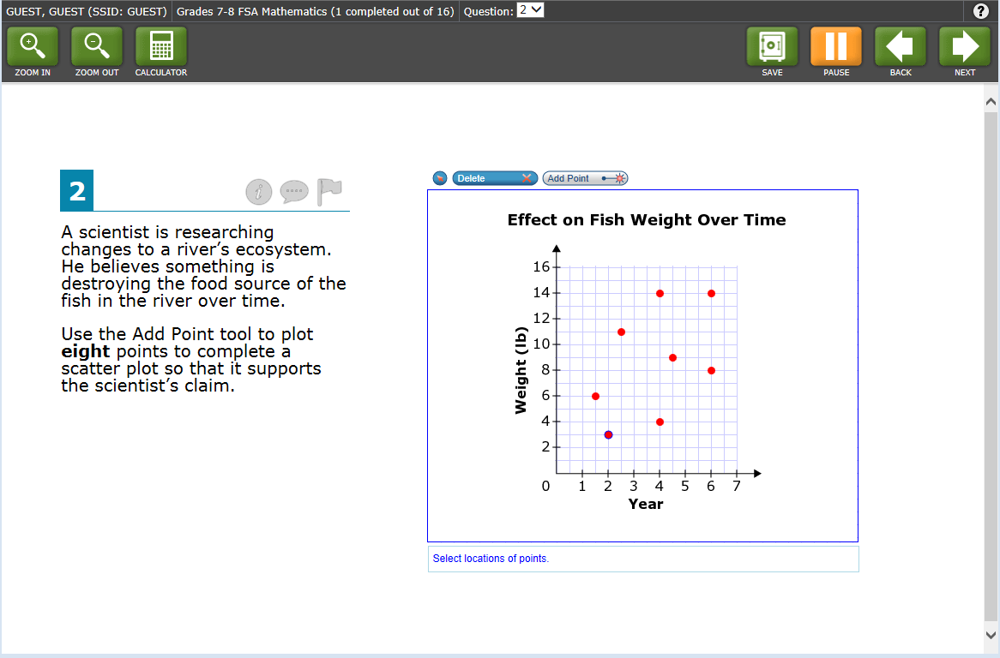 GUEST, GUEST (SSID: GUEST) Grades 7-8 FSA Mathematics (1 completed out of 16) Question: 2 ?
ZOOM IN ZOOM OUT CALCULATOR SAVE PAUSE BACK NEXT
2 i
A scientist is researching
changes to a river’s ecosystem.
He believes something is
destroying the food source of the
fish in the river over time.
Use the Add Point tool to plot
eight points to complete a
scatter plot so that it supports
the scientist’s claim.
Delete Add Point
Effect on Fish Weight Over Time
16
14
12
10
8
6
4
2
Weight (lb)
0 1 2 3 4 5 6 7
Year
Select locations of points.